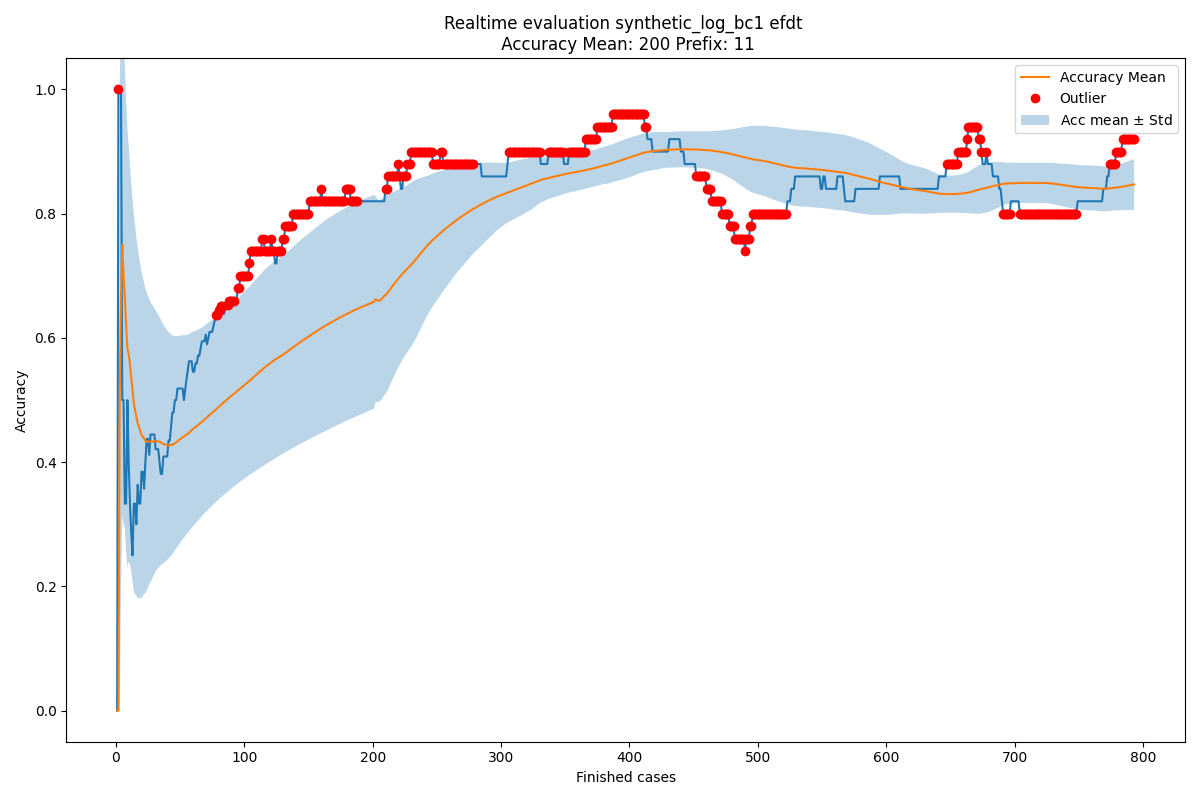 Realtime evaluation synthetic_log_bc1 efdt
Accuracy Mean: 200 Prefix: 11
Accuracy Mean
Outlier
Acc mean ± Std
Accuracy
1.0
0.8
0.6
0.4
0.2
0.0
0 100 200 300 400 500 600 700 800
Finished cases